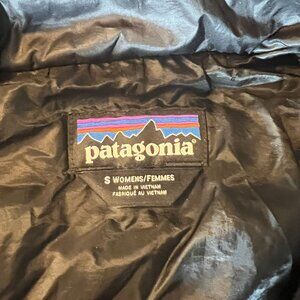 patagonia®
S WOMENS/FEMMES
MADE IN VIETNAM
FABRIQUÉ AU VIETNAM